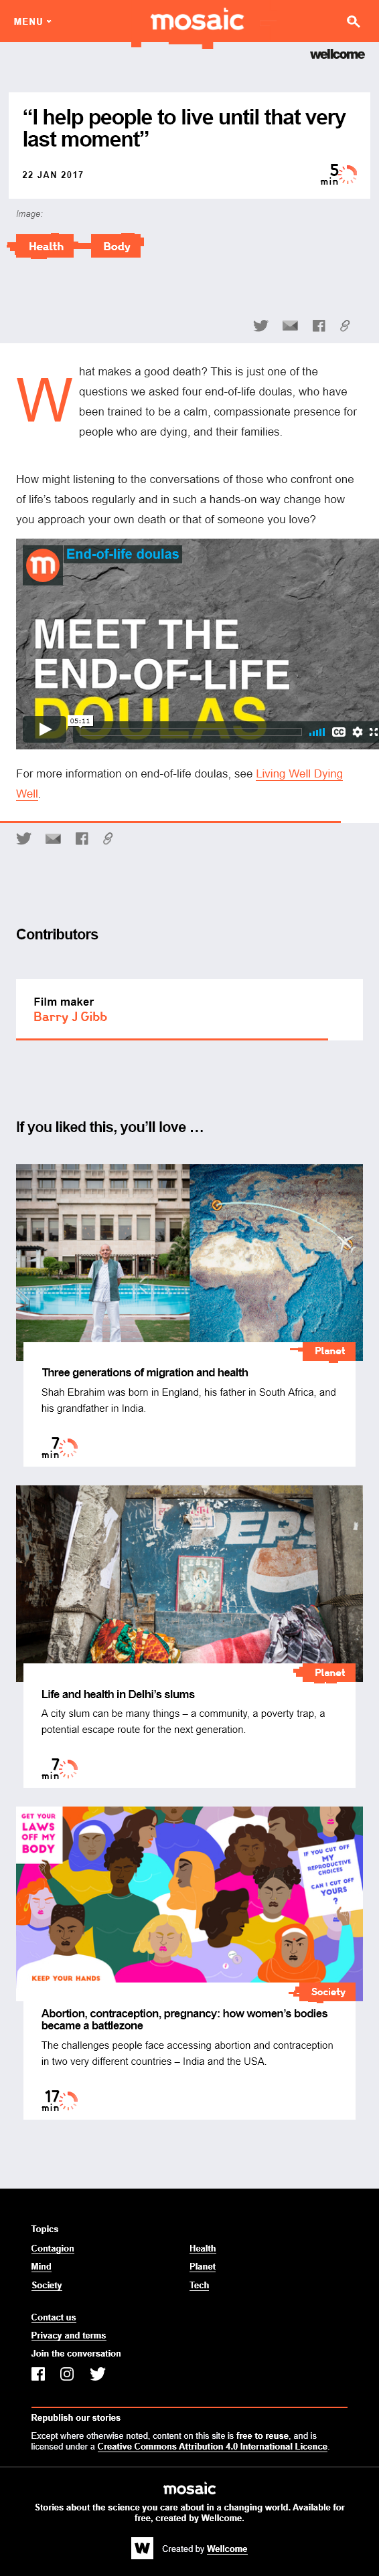 MENU
mosaic
wellcome
“I help people to live until that very
last moment”
22 JAN 2017
5
min
Image:
Health
Body
What makes a good death? This is just one of the
questions we asked four end-of-life doulas, who have
been trained to be a calm, compassionate presence for
people who are dying, and their families.
How might listening to the conversations of those who confront one
of life’s taboos regularly and in such a hands-on way change how
you approach your own death or that of someone you love?
m
End-of-life doulas
MEET THE
END-OF-LIFE
DOULAS
05:11
CC
For more information on end-of-life doulas, see Living Well Dying
Well.
Contributors
Film maker
Barry J Gibb
If you liked this, you’ll love …
Planet
Three generations of migration and health
Shah Ebrahim was born in England, his father in South Africa, and
his grandfather in India.
7
min
PEPS
Planet
Life and health in Delhi’s slums
A city slum can be many things – a community, a poverty trap, a
potential escape route for the next generation.
7
min
GET YOUR
LAWS
OFF MY
BODY
IF YOU CUT OFF
MY
REPRODUCTIVE
CHOICES
CAN I CUT OFF
YOURS
?
KEEP YOUR HANDS
Society
Abortion, contraception, pregnancy: how women’s bodies
became a battlezone
The challenges people face accessing abortion and contraception
in two very different countries – India and the USA.
17
min
Topics
Contagion
Health
Mind
Planet
Society
Tech
Contact us
Privacy and terms
Join the conversation
Republish our stories
Except where otherwise noted, content on this site is free to reuse, and is
licensed under a Creative Commons Attribution 4.0 International Licence.
mosaic
Stories about the science you care about in a changing world. Available for
free, created by Wellcome.
W
Created by Wellcome